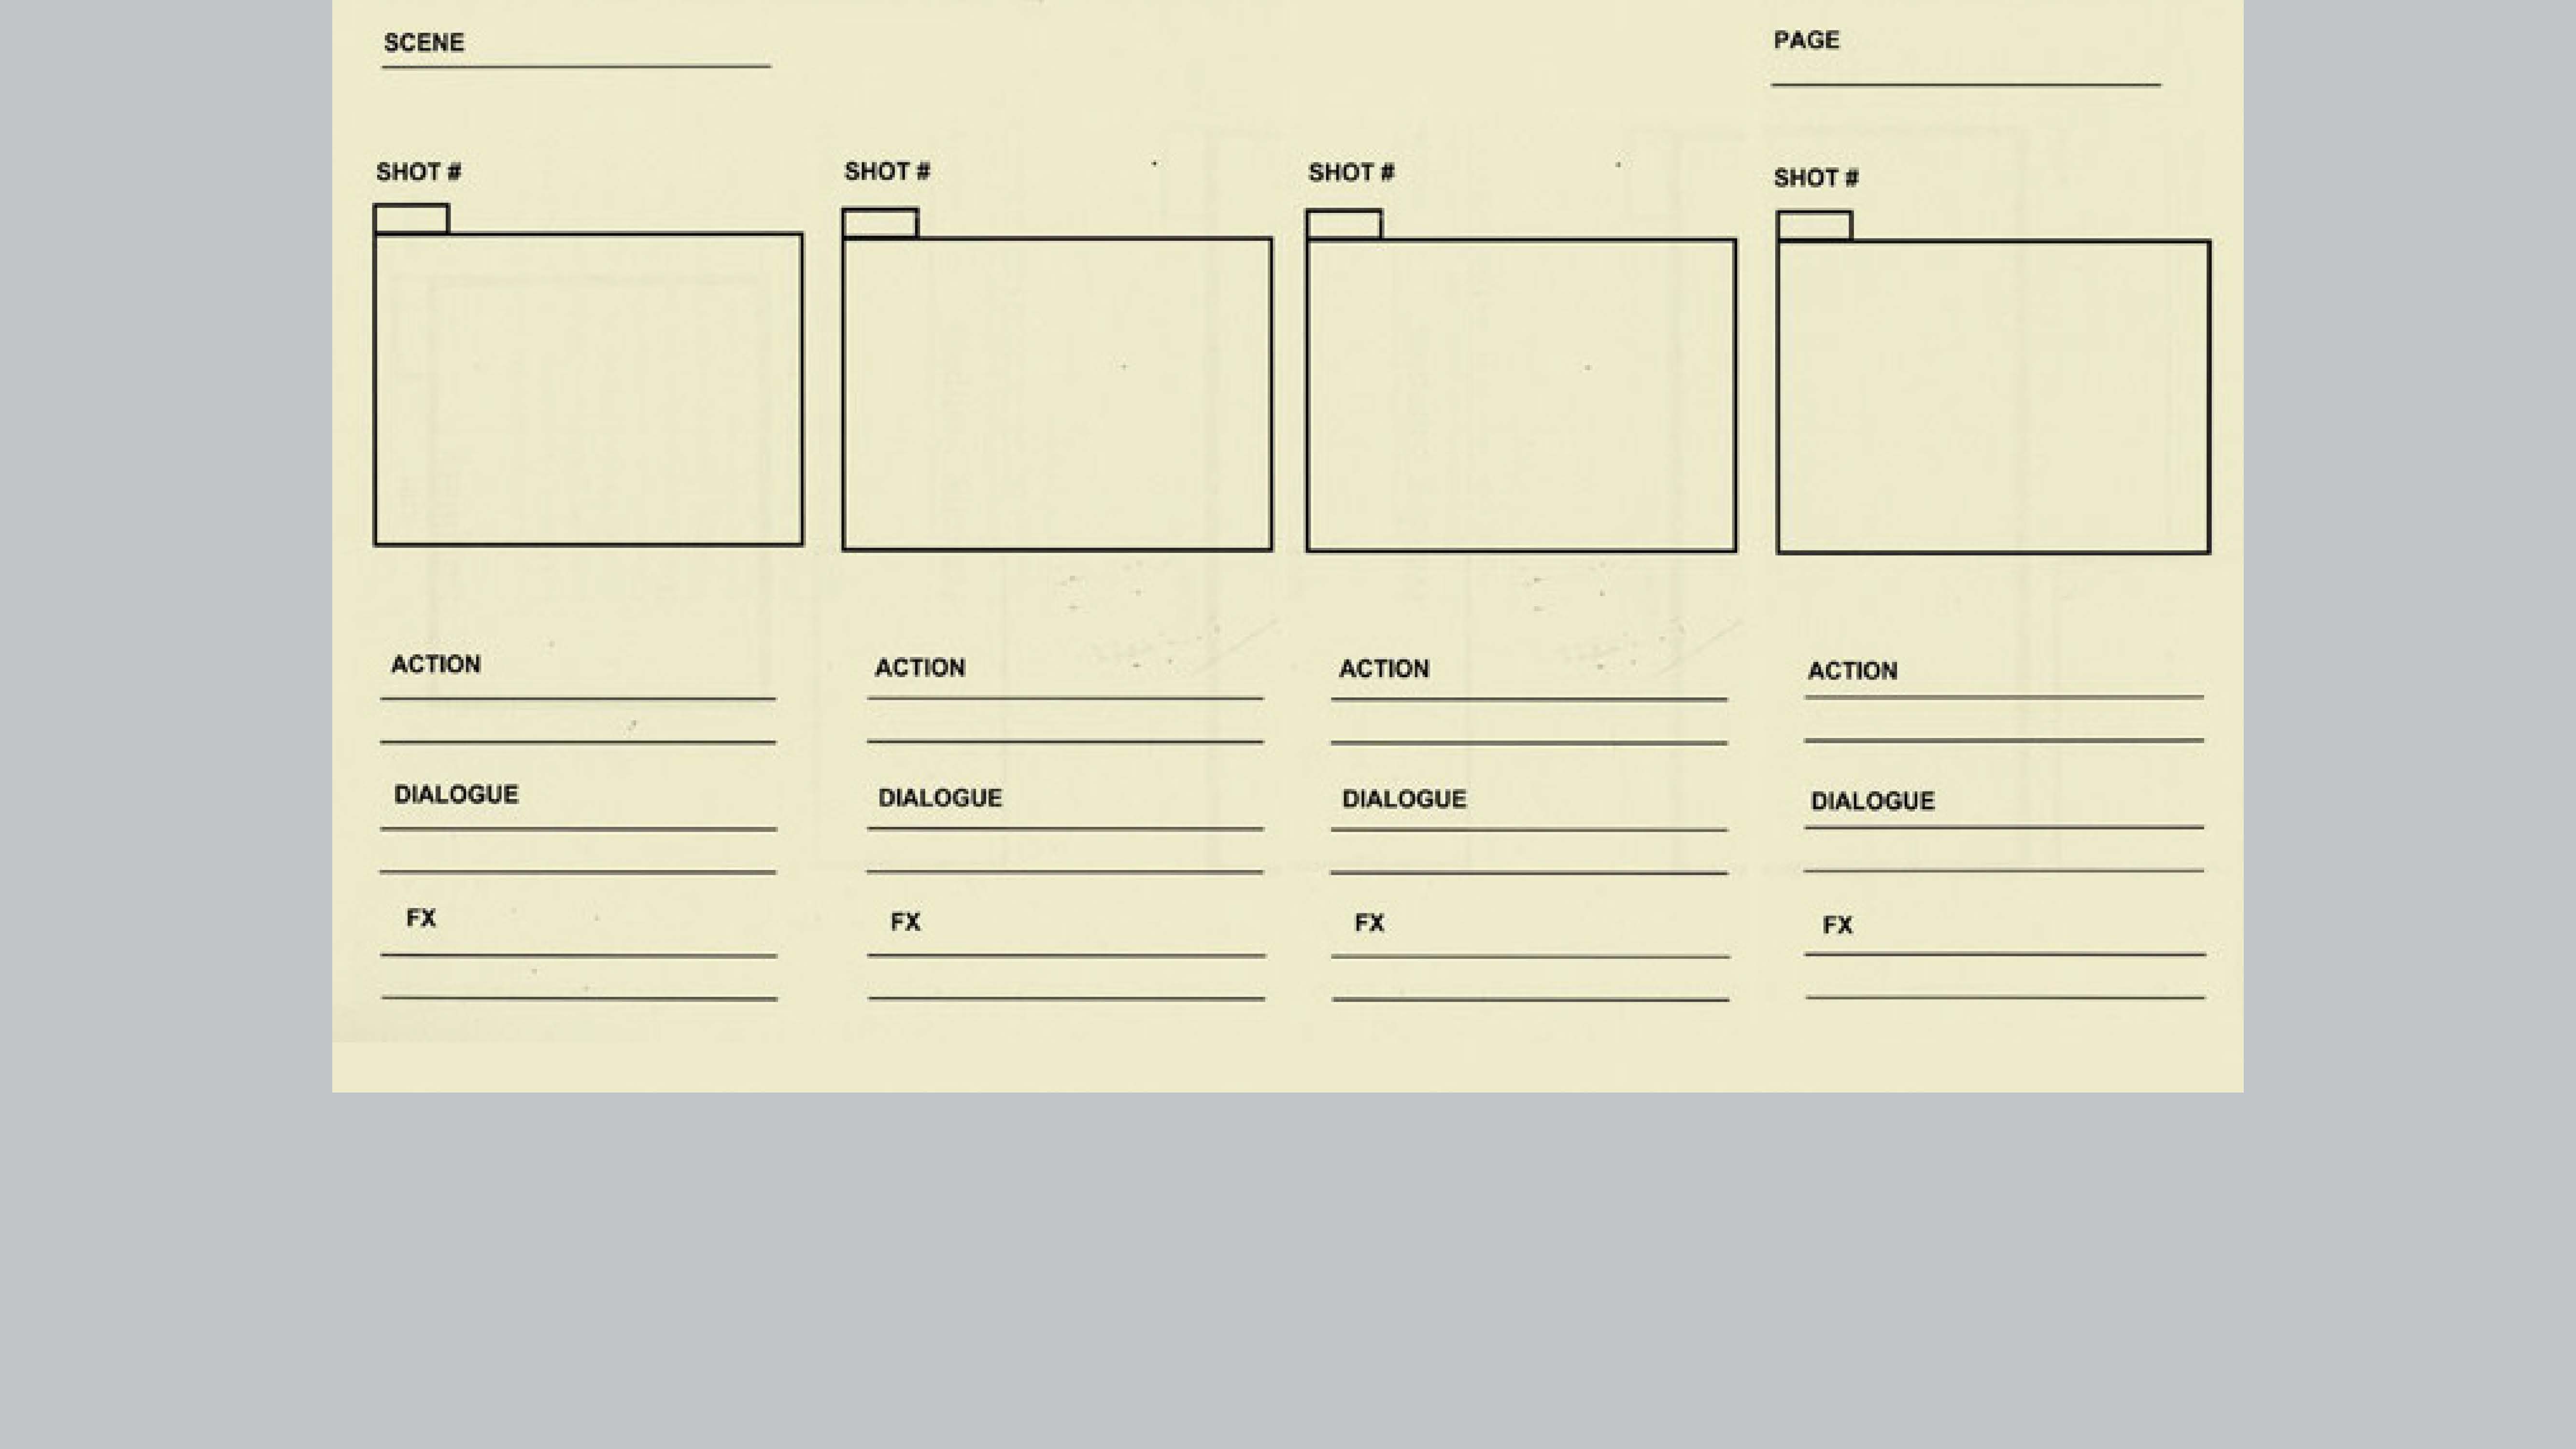 SCENE
PAGE
SHOT # SHOT # SHOT # SHOT #
ACTION ACTION ACTION ACTION
DIALOGUE DIALOGUE DIALOGUE DIALOGUE
FX FX FX FX